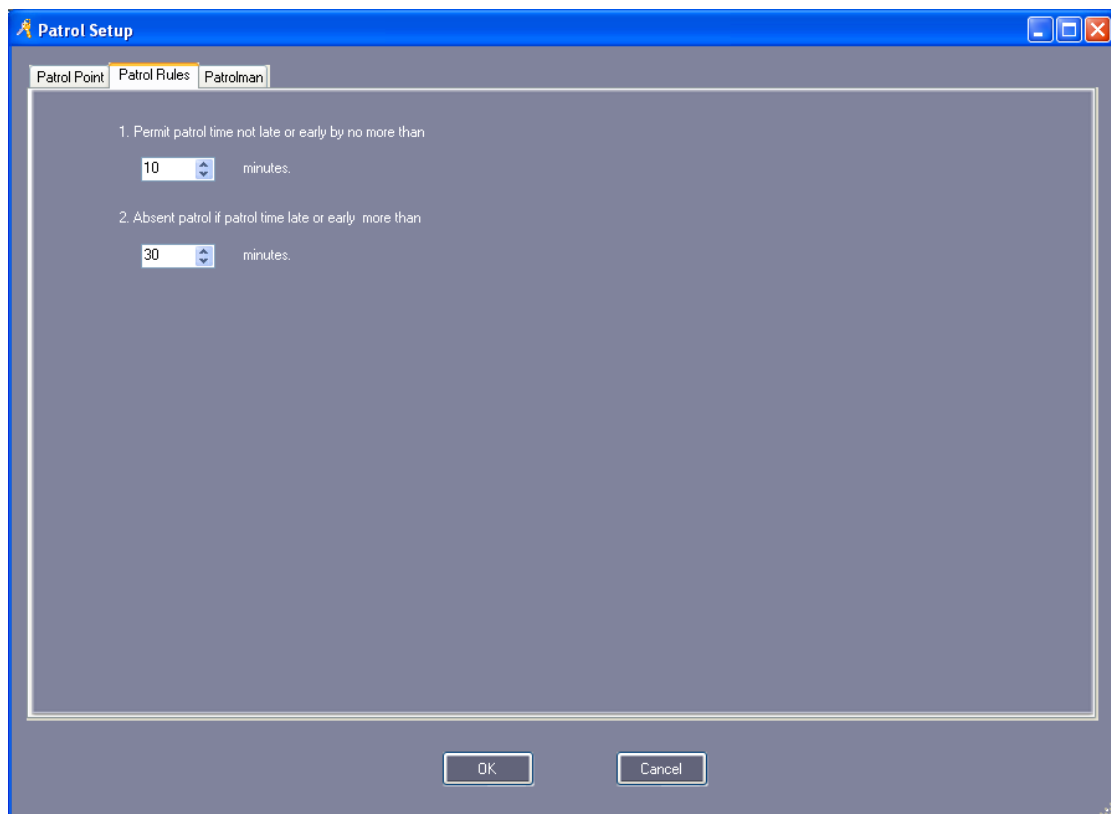 Patrol Setup
Patrol Point Patrol Rules Patrolman
1. Permit patrol time not late or early by no more than
10 minutes.
2. Absent patrol if patrol time late or early more than
30 minutes.
OK Cancel